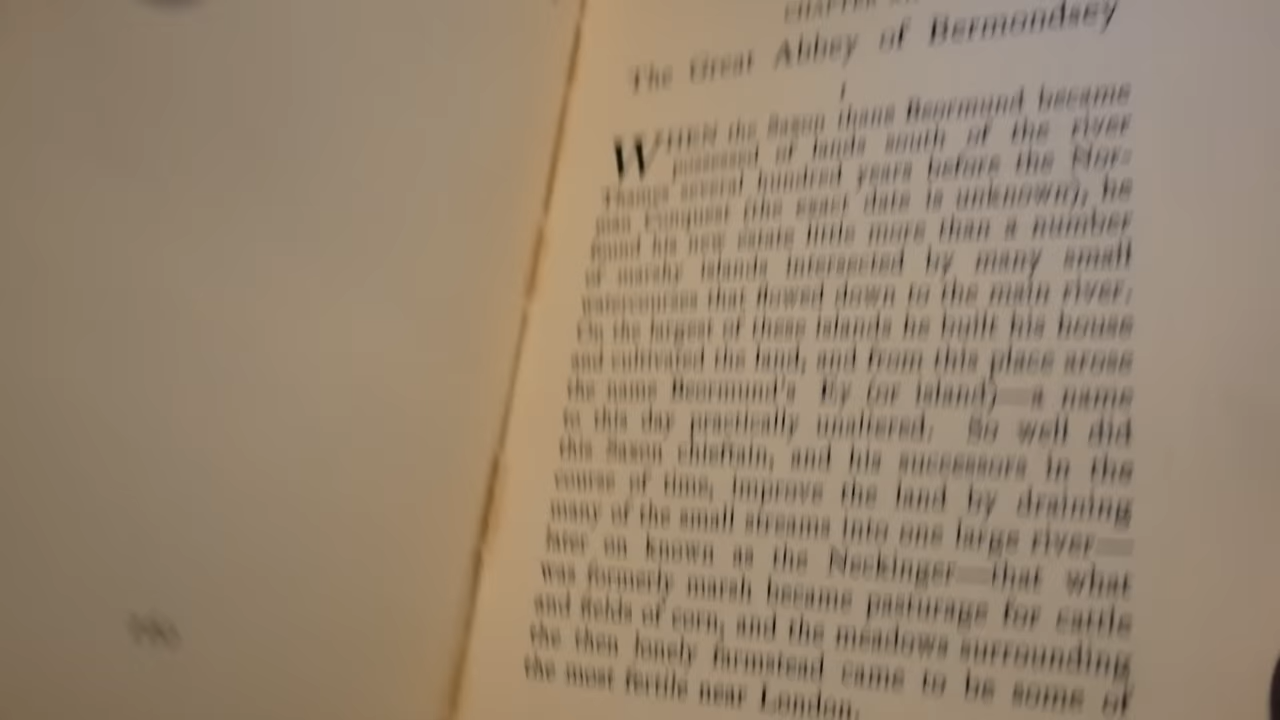 CHAPTER
The Great Abbey of Bermondsey
I
WHEN the Saxon thane Beormund became
possessed of lands south of the river
Thames several hundred years before the Nor-
man Conquest (the exact date is unknown), he
found his new estate little more than a number
of marshy islands intersected by many small
watercourses that flowed down to the main river.
On the largest of these islands he built his house
and cultivated the land, and from this place arose
the name Beormund's Ey (or island)—a name
to this day practically unaltered. So well did
this Saxon chieftain, and his successors in the
course of time, improve the land by draining
many of the small streams into one large river—
later on known as the Neckinger—that what
was formerly marsh became pasturage for cattle
and fields of corn, and the meadows surrounding
the then lonely farmstead came to be some of
the most fertile near London.